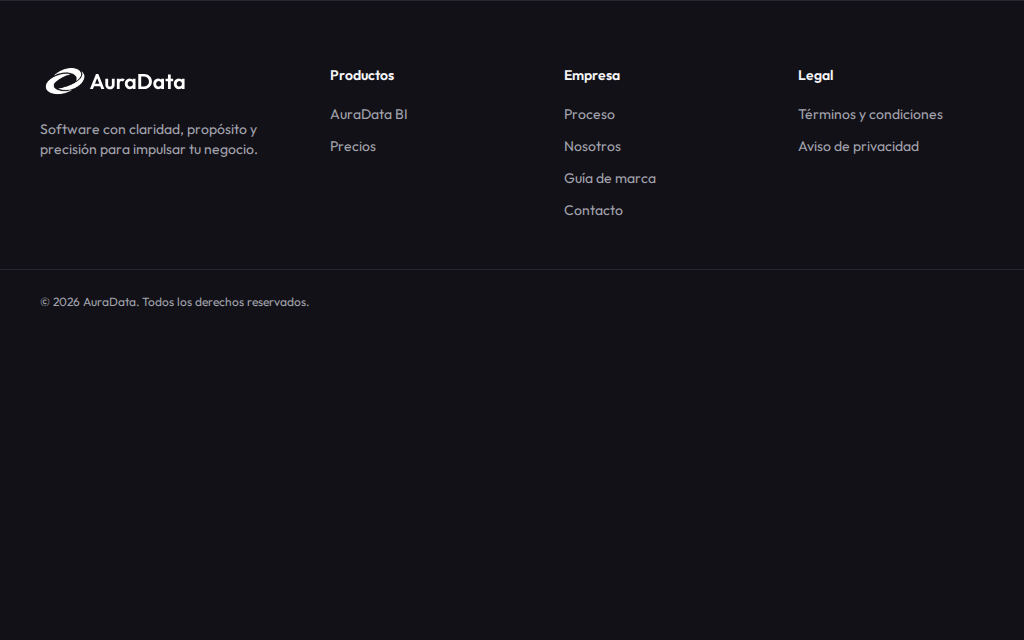 AuraData
Software con claridad, propósito y
precisión para impulsar tu negocio.
Productos
AuraData BI
Precios
Empresa
Proceso
Nosotros
Guía de marca
Contacto
Legal
Términos y condiciones
Aviso de privacidad
© 2026 AuraData. Todos los derechos reservados.